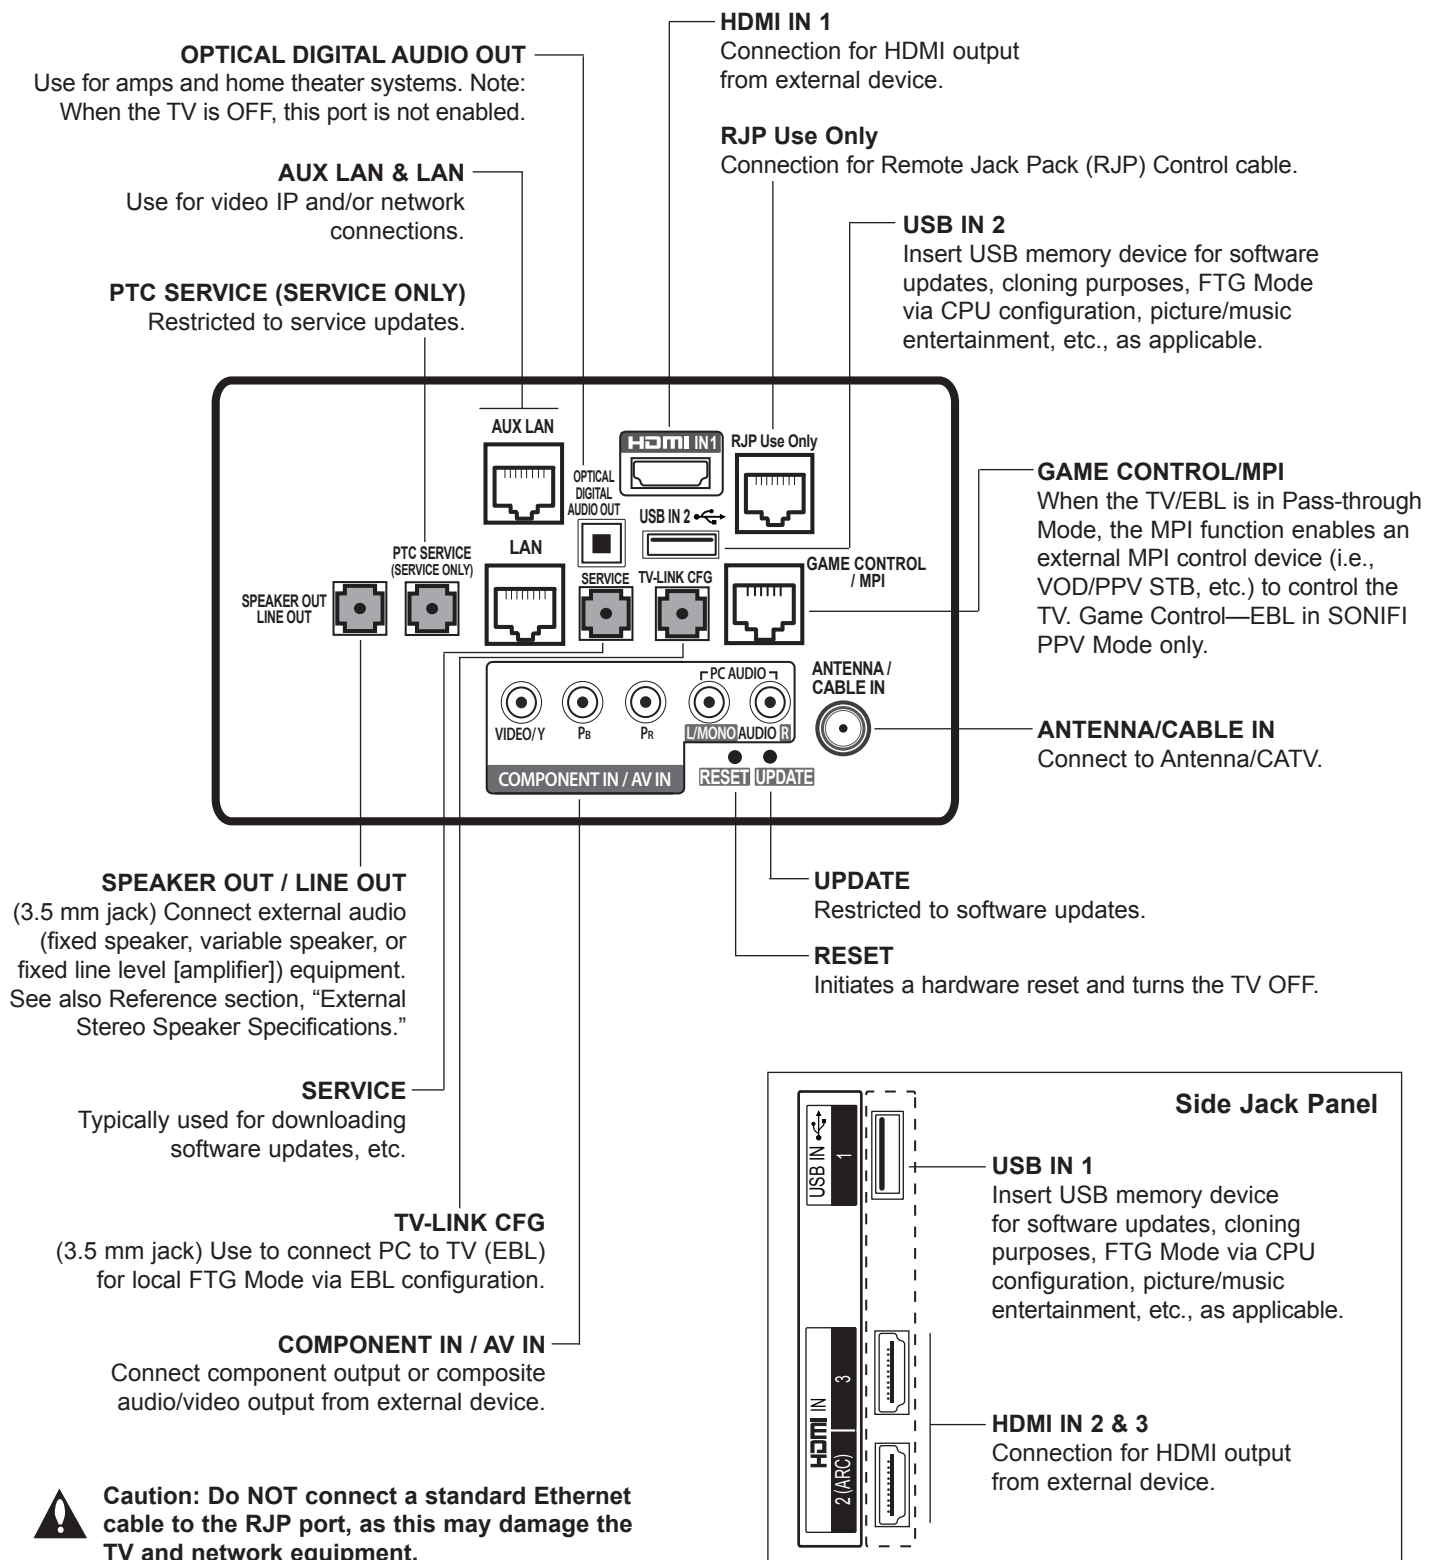 HDMI IN 1
Connection for HDMI output
from external device.
OPTICAL DIGITAL AUDIO OUT
Use for amps and home theater systems. Note:
When the TV is OFF, this port is not enabled.
RJP Use Only
Connection for Remote Jack Pack (RJP) Control cable.
AUX LAN & LAN
Use for video IP and/or network
connections.
USB IN 2
Insert USB memory device for software
updates, cloning purposes, FTG Mode
via CPU configuration, picture/music
entertainment, etc., as applicable.
PTC SERVICE (SERVICE ONLY)
Restricted to service updates.
AUX LAN
HDMI IN 1
RJP Use Only
OPTICAL
DIGITAL
AUDIO OUT
USB IN 2
LAN
PTC SERVICE
(SERVICE ONLY)
SERVICE
TV-LINK CFG
GAME CONTROL
/ MPI
SPEAKER OUT
LINE OUT
PC AUDIO
ANTENNA /
CABLE IN
VIDEO/Y
PB
PR
L/MONO AUDIO R
COMPONENT IN / AV IN
RESET
UPDATE
GAME CONTROL/MPI
When the TV/EBL is in Pass-through
Mode, the MPI function enables an
external MPI control device (i.e.,
VOD/PPV STB, etc.) to control the
TV. Game Control—EBL in SONIFI
PPV Mode only.
ANTENNA/CABLE IN
Connect to Antenna/CATV.
SPEAKER OUT / LINE OUT
(3.5 mm jack) Connect external audio
(fixed speaker, variable speaker, or
fixed line level [amplifier]) equipment.
See also Reference section, “External
Stereo Speaker Specifications.”
UPDATE
Restricted to software updates.
RESET
Initiates a hardware reset and turns the TV OFF.
SERVICE
Typically used for downloading
software updates, etc.
TV-LINK CFG
(3.5 mm jack) Use to connect PC to TV (EBL)
for local FTG Mode via EBL configuration.
COMPONENT IN / AV IN
Connect component output or composite
audio/video output from external device.
Caution: Do NOT connect a standard Ethernet
cable to the RJP port, as this may damage the
TV and network equipment.
Side Jack Panel
USB IN
1
USB IN 1
Insert USB memory device
for software updates, cloning
purposes, FTG Mode via CPU
configuration, picture/music
entertainment, etc., as applicable.
HDMI IN
3
2 (ARC)
HDMI IN 2 & 3
Connection for HDMI output
from external device.